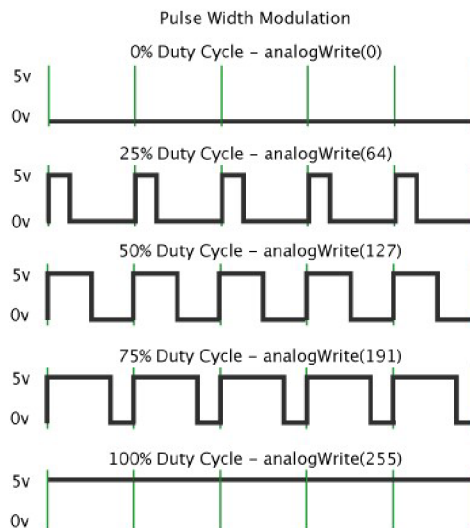 Pulse Width Modulation
0% Duty Cycle – analogWrite(0)
5v
0v
25% Duty Cycle – analogWrite(64)
5v
0v
50% Duty Cycle – analogWrite(127)
5v
0v
75% Duty Cycle – analogWrite(191)
5v
0v
100% Duty Cycle – analogWrite(255)
5v
0v